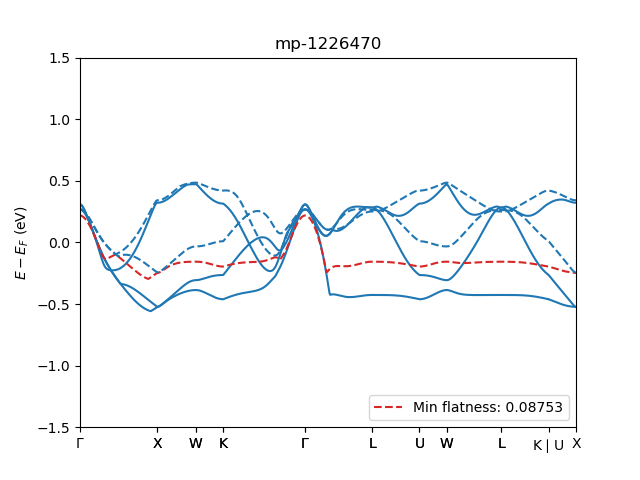 mp-1226470
1.5
1.0
0.5
0.0
−0.5
−1.0
−1.5
E − E_F (eV)
Min flatness: 0.08753
Γ X W K Γ L U W L K | U X